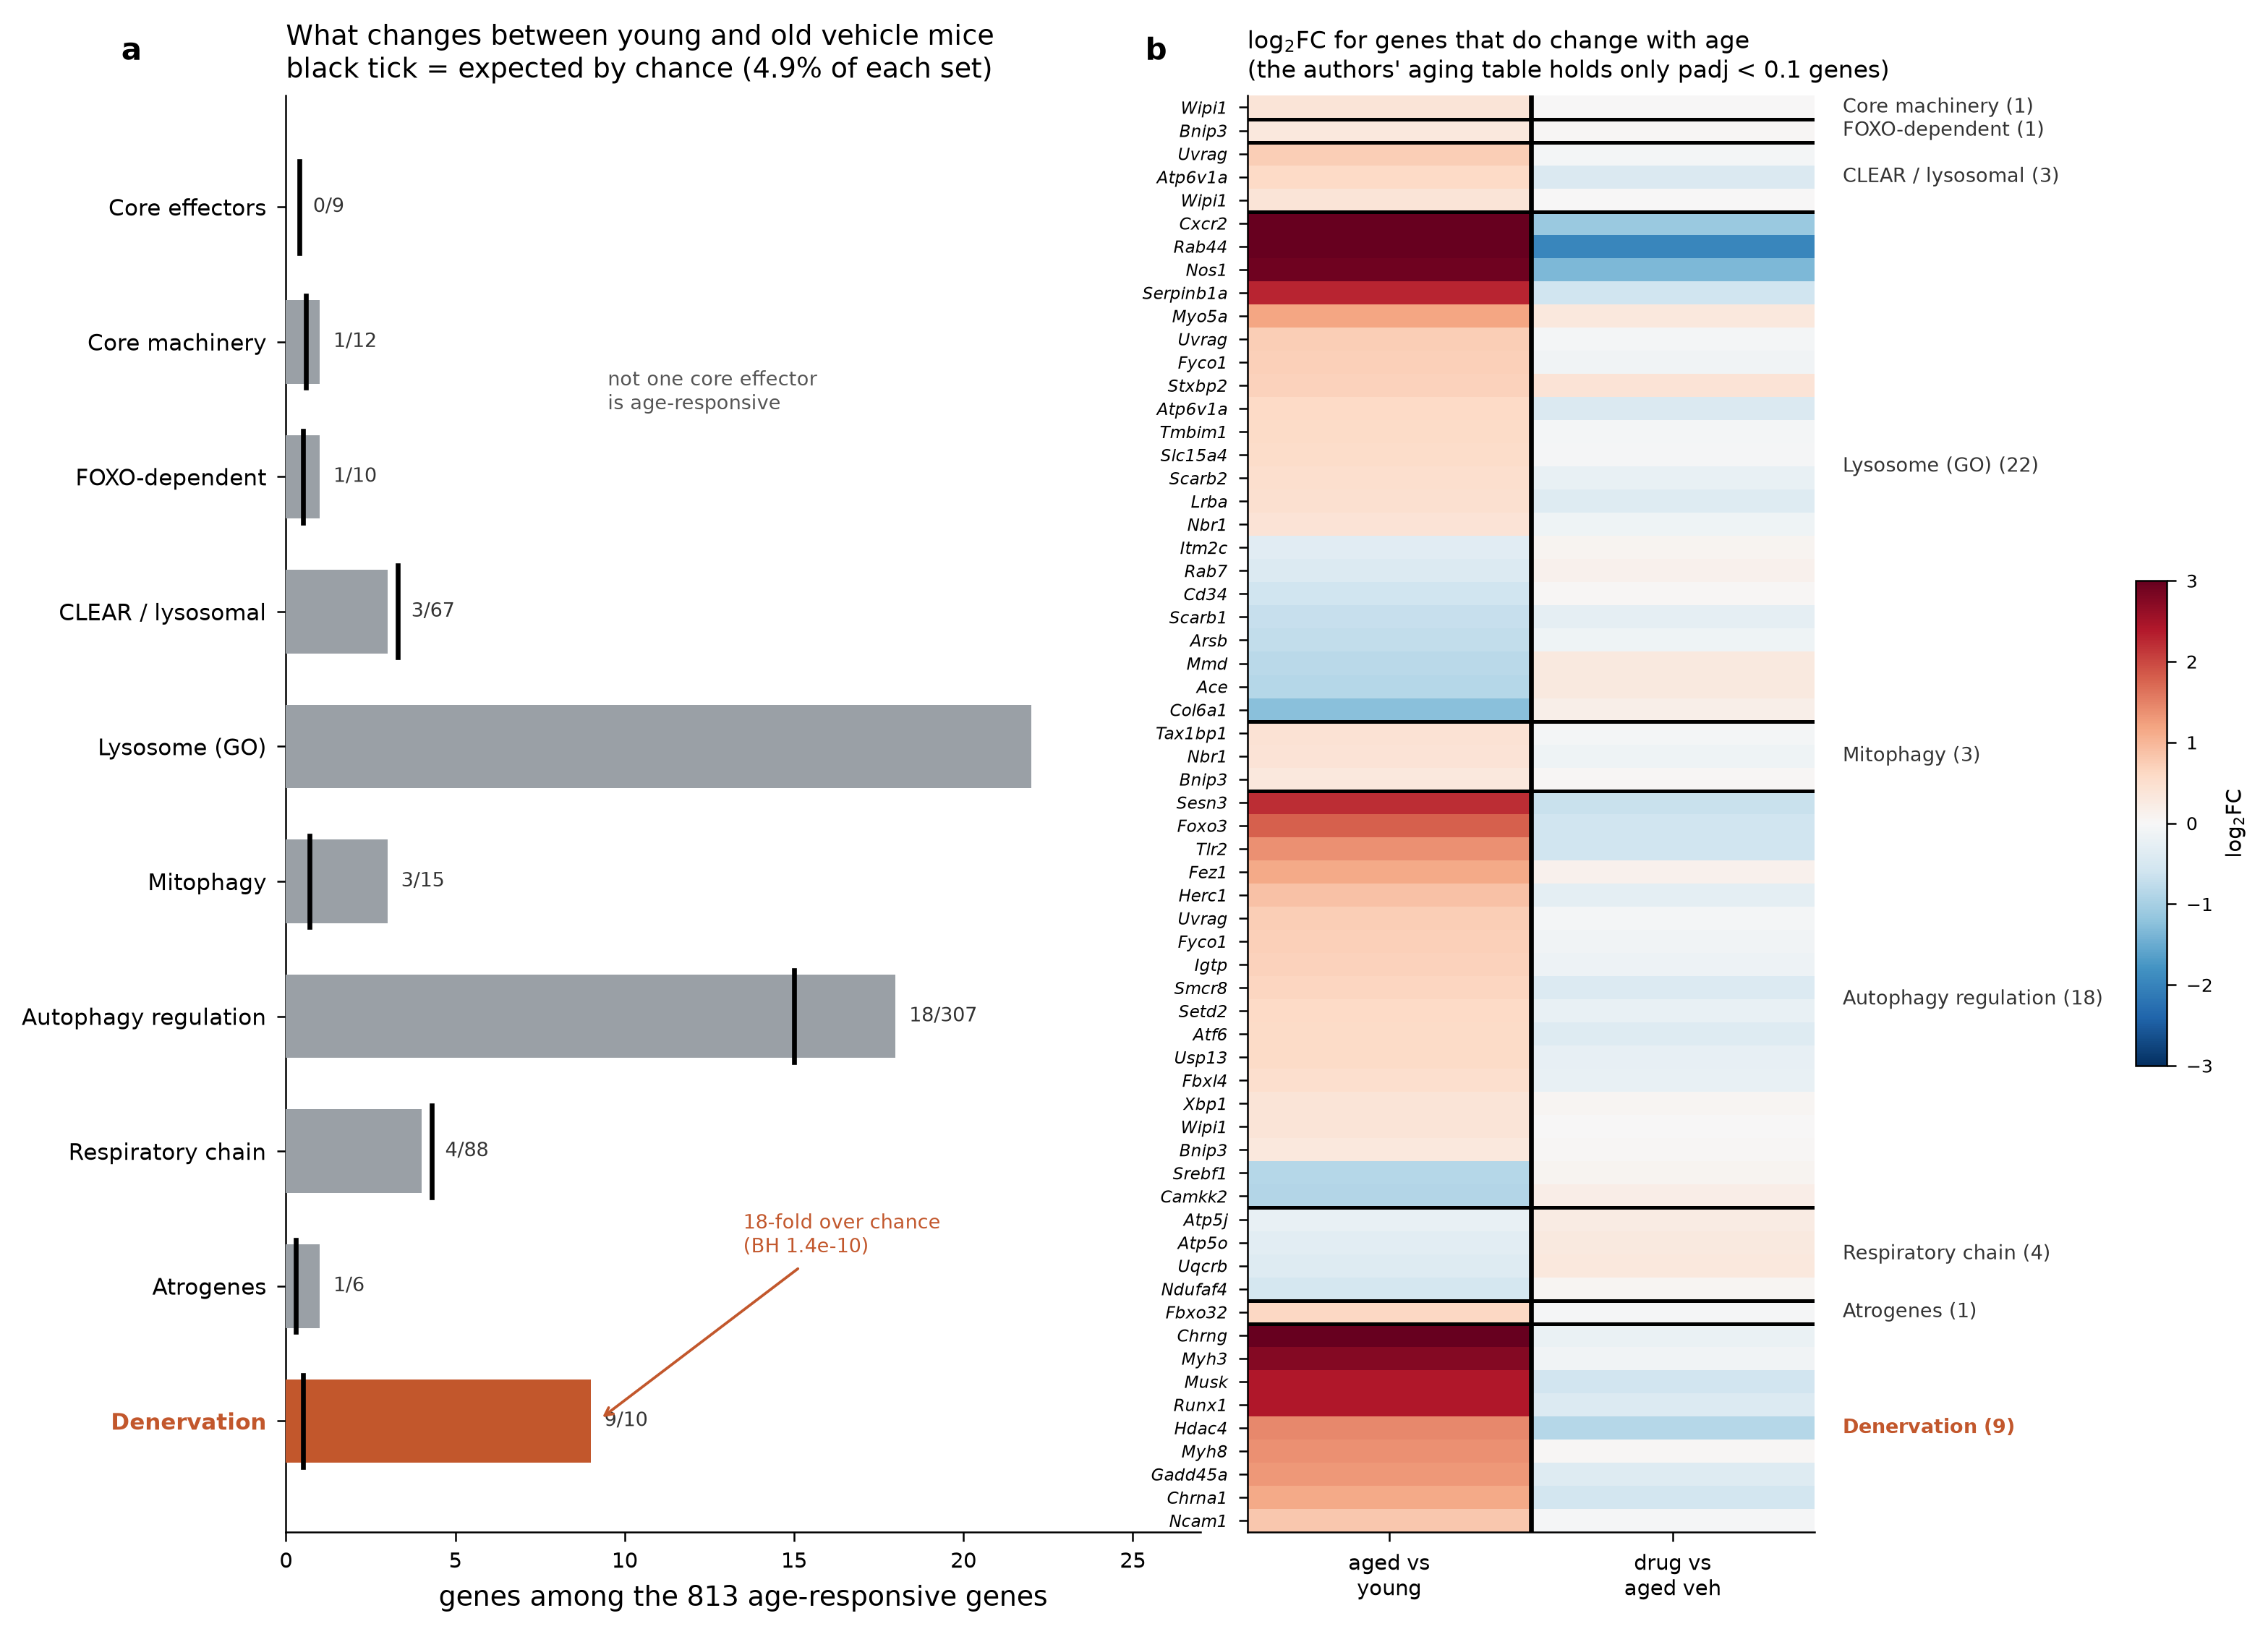 a
What changes between young and old vehicle mice
black tick = expected by chance (4.9% of each set)
Core effectors
0/9
Core machinery
1/12
not one core effector
is age-responsive
FOXO-dependent
1/10
CLEAR / lysosomal
3/67
Lysosome (GO)
Mitophagy
3/15
Autophagy regulation
18/307
Respiratory chain
4/88
18-fold over chance
(BH 1.4e-10)
Atrogenes
1/6
Denervation
9/10
0 5 10 15 20 25
genes among the 813 age-responsive genes
b
log₂FC for genes that do change with age
(the authors' aging table holds only padj < 0.1 genes)
Wipi1
Bnip3
Uvrag
Atp6v1a
Wipi1
Cxcr2
Rab44
Nos1
Serpinb1a
Myo5a
Uvrag
Fyco1
Stxbp2
Atp6v1a
Tmbim1
Slc15a4
Scarb2
Lrba
Nbr1
Itm2c
Rab7
Cd34
Scarb1
Arsb
Mmd
Ace
Col6a1
Tax1bp1
Nbr1
Bnip3
Sesn3
Foxo3
Tlr2
Fez1
Herc1
Uvrag
Fyco1
Igtp
Smcr8
Setd2
Atf6
Usp13
Fbxl4
Xbp1
Wipi1
Bnip3
Srebf1
Camkk2
Atp5j
Atp5o
Uqcrb
Ndufaf4
Fbxo32
Chrng
Myh3
Musk
Runx1
Hdac4
Myh8
Gadd45a
Chrna1
Ncam1
aged vs
young
drug vs
aged veh
Core machinery (1)
FOXO-dependent (1)
CLEAR / lysosomal (3)
Lysosome (GO) (22)
Mitophagy (3)
Autophagy regulation (18)
Respiratory chain (4)
Atrogenes (1)
Denervation (9)
3
2
1
0
−1
−2
−3
log₂FC